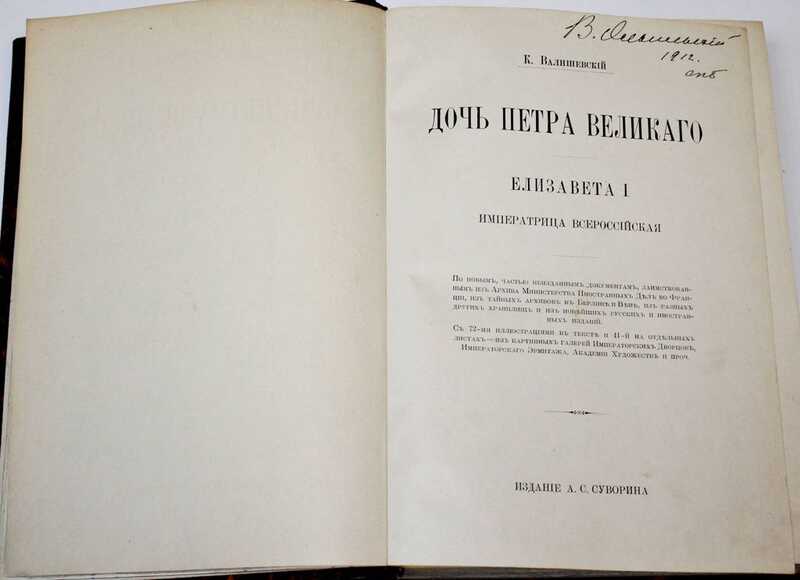 В.
1912.
спб
К. Валишевскій
ДОЧЬ ПЕТРА ВЕЛИКАГО
ЕЛИЗАВЕТА I
ИМПЕРАТРИЦА ВСЕРОССІЙСКАЯ
По новымъ, частью неизданнымъ документамъ, заимствован-
нымъ изъ Архива Министерства Иностранныхъ Дѣлъ во Фран-
ціи, изъ тайныхъ архивовъ въ Берлинѣ и Вѣнѣ, изъ разныхъ
другихъ хранилищъ и изъ новѣйшихъ русскихъ и иностран-
ныхъ изданій.
Съ 72-мя иллюстраціями въ текстѣ и 41-й на отдѣльныхъ
листахъ—изъ картинныхъ галерей Императорскихъ Дворцовъ,
Императорскаго Эрмитажа, Академіи Художествъ и проч.
ИЗДАНІЕ А. С. СУВОРИНА